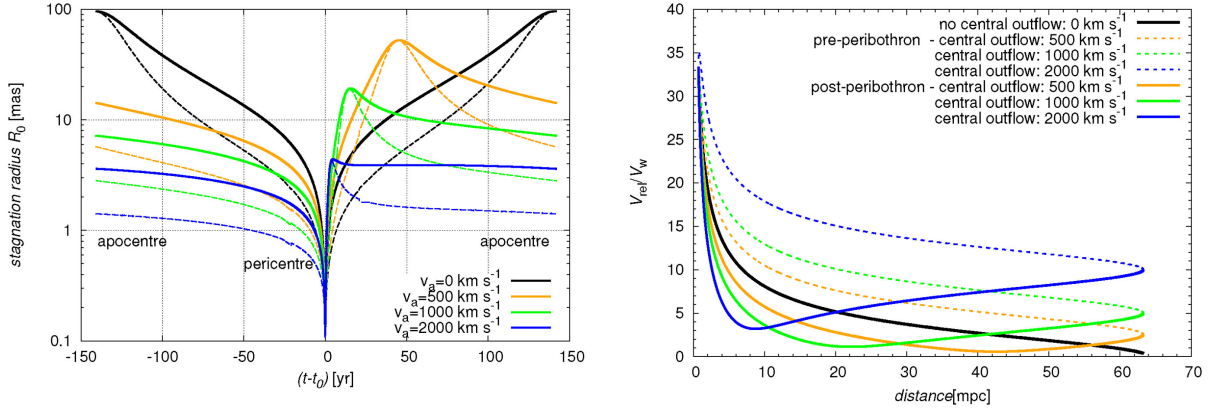 stagnation radius R0 [mas]
100
10
1
0.1
apocentre
pericentre
apocentre
va=0 km s-1
va=500 km s-1
va=1000 km s-1
va=2000 km s-1
-150
-100
-50
0
50
100
150
(t-t0) [yr]
Vrel/Vw
40
35
30
25
20
15
10
5
0
no central outflow: 0 km s-1
pre-peribothron - central outflow: 500 km s-1
central outflow: 1000 km s-1
central outflow: 2000 km s-1
post-peribothron - central outflow: 500 km s-1
central outflow: 1000 km s-1
central outflow: 2000 km s-1
0
10
20
30
40
50
60
70
distance[mpc]